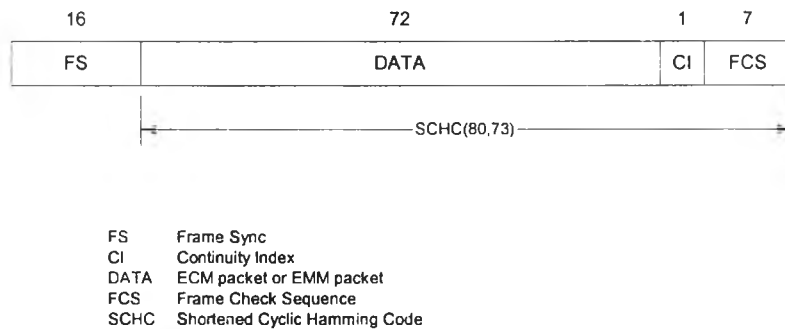 16 72 1 7
FS DATA CI FCS
SCHC(80,73)
FS Frame Sync
CI Continuity Index
DATA ECM packet or EMM packet
FCS Frame Check Sequence
SCHC Shortened Cyclic Hamming Code